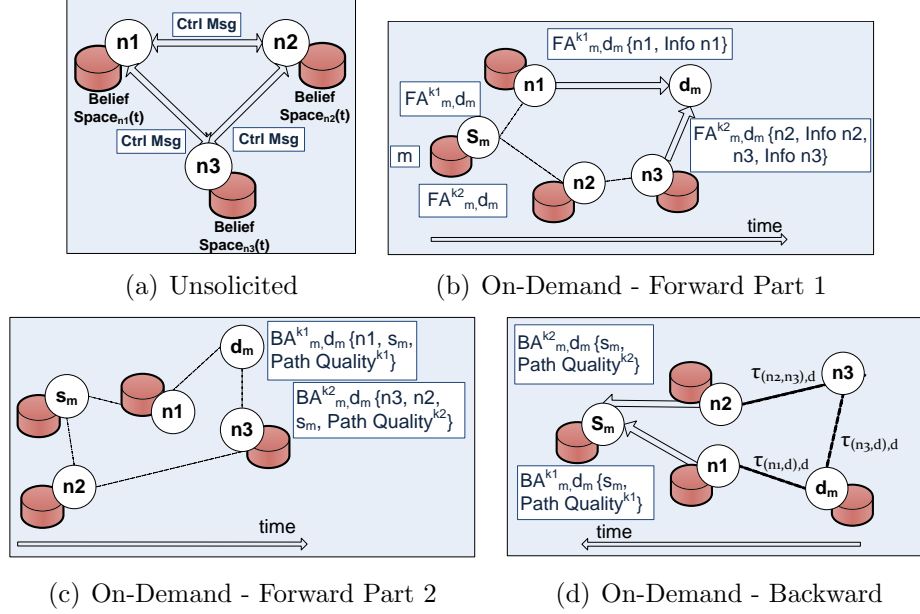 Ctrl Msg
n1
n2
Belief
Space_n1(t)
Belief
Space_n2(t)
Ctrl Msg
Ctrl Msg
n3
Belief
Space_n3(t)
(a) Unsolicited
FA^k1_m,d_m {n1, Info n1}
n1
d_m
FA^k1_m,d_m
S_m
m
FA^k2_m,d_m {n2, Info n2,
n3, Info n3}
n2
n3
FA^k2_m,d_m
time
(b) On-Demand - Forward Part 1
d_m
BA^k1_m,d_m {n1, s_m,
Path Quality^k1}
s_m
n1
BA^k2_m,d_m {n3, n2,
s_m, Path Quality^k2}
n3
n2
time
(c) On-Demand - Forward Part 2
BA^k2_m,d_m {s_m,
Path Quality^k2}
τ_(n2,n3),d
n3
n2
S_m
τ_(n3,d),d
n1
τ_(n1,d),d
BA^k1_m,d_m {s_m,
Path Quality^k1}
d_m
time
(d) On-Demand - Backward